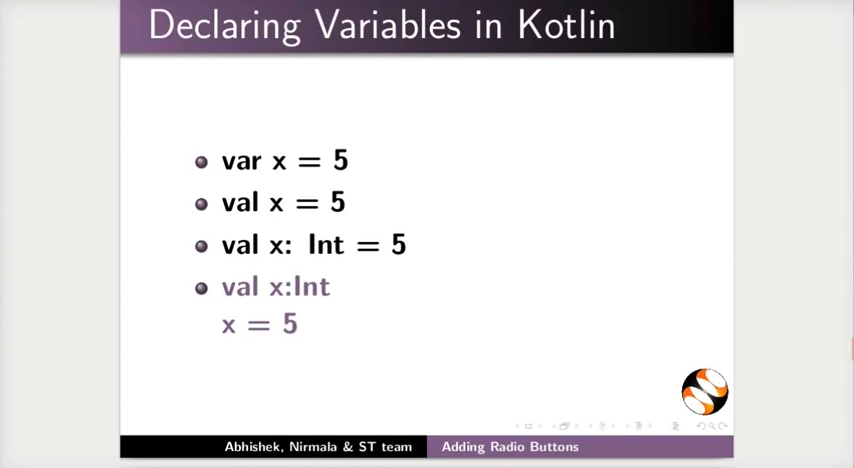 Declaring Variables in Kotlin
var x = 5
val x = 5
val x: Int = 5
val x:Int
x = 5
Abhishek, Nirmala & ST team Adding Radio Buttons